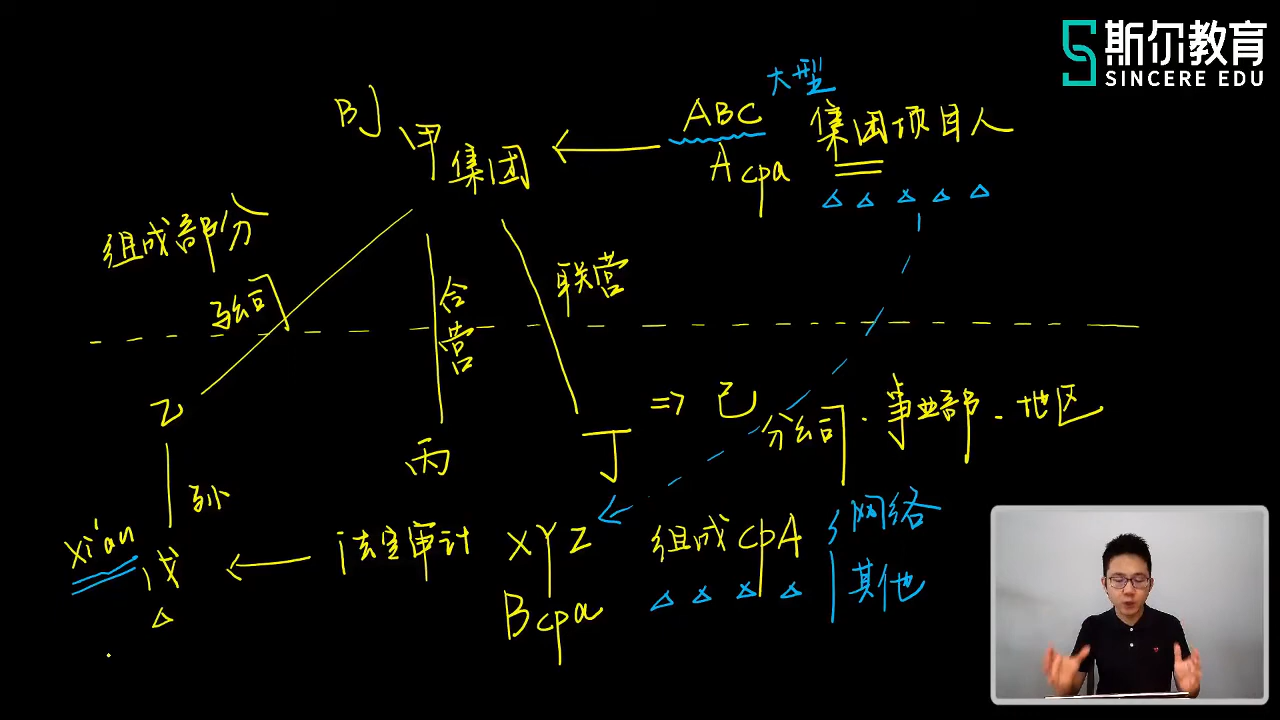 斯尔教育
SINCERE EDU
大型
BJ
甲集团
ABC
集团项目人
Acpa
组成部分
子公司
合营
联营
乙
丙
丁
=> 己
分公司·事业部-地区
孙
xi'an
戊
法定审计
XYZ
组成CPA
网络
其他
Bcpa